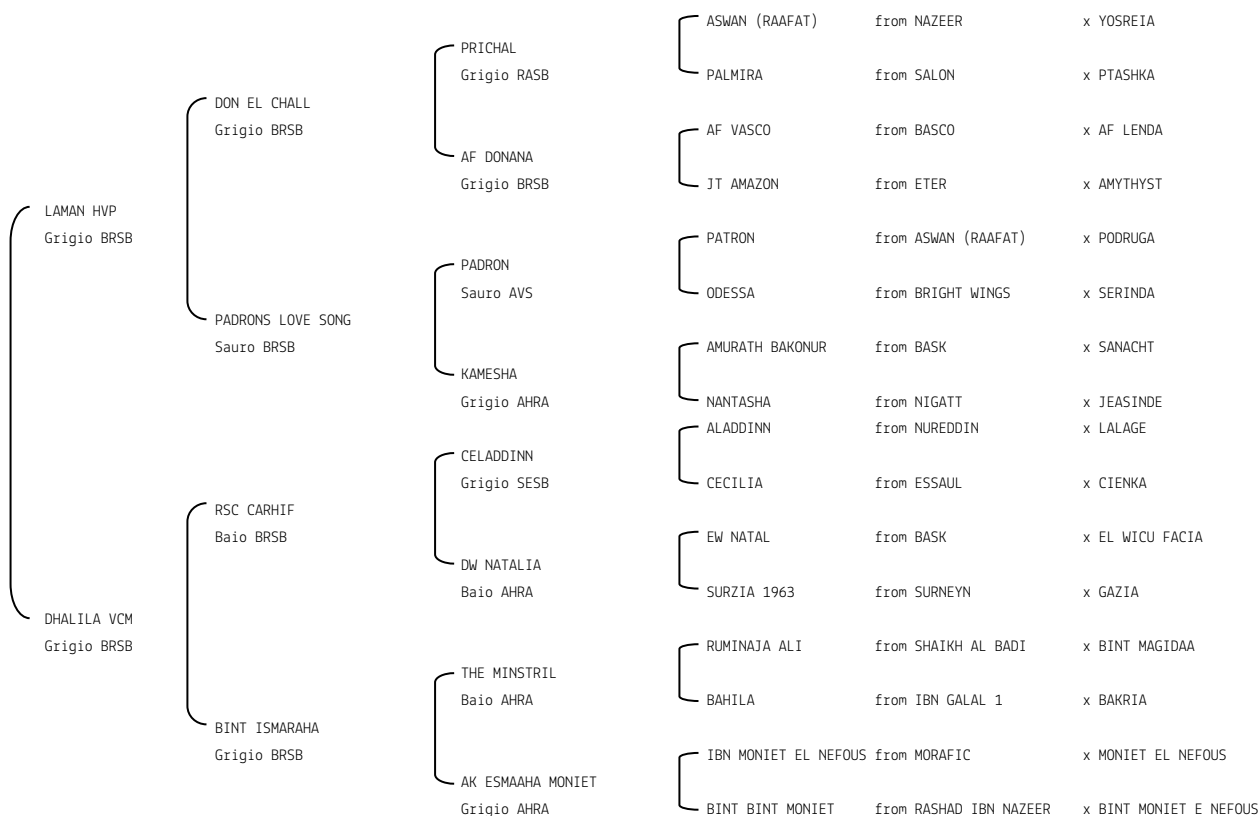 ASWAN (RAAFAT) from NAZEER x YOSREIA
PRICHAL
Grigio RASB PALMIRA from SALON x PTASHKA
DON EL CHALL
Grigio BRSB AF VASCO from BASCO x AF LENDA
AF DONANA
Grigio BRSB JT AMAZON from ETER x AMYTHYST
LAMAN HVP
Grigio BRSB PATRON from ASWAN (RAAFAT) x PODRUGA
PADRON
Sauro AVS ODESSA from BRIGHT WINGS x SERINDA
PADRONS LOVE SONG
Sauro BRSB AMURATH BAKONUR from BASK x SANACHT
KAMESHA
Grigio AHRA NANTASHA from NIGATT x JEASINDE
ALADDINN from NUREDDIN x LALAGE
CELADDINN
Grigio SESB CECILIA from ESSAUL x CIENKA
RSC CARHIF
Baio BRSB EW NATAL from BASK x EL WICU FACIA
DW NATALIA
Baio AHRA SURZIA 1963 from SURNEYN x GAZIA
DHALILA VCM
Grigio BRSB RUMINAJA ALI from SHAIKH AL BADI x BINT MAGIDAA
THE MINSTRIL
Baio AHRA BAHILA from IBN GALAL 1 x BAKRIA
BINT ISMARAHA
Grigio BRSB IBN MONIET EL NEFOUS from MORAFIC x MONIET EL NEFOUS
AK ESMAAHA MONIET
Grigio AHRA BINT BINT MONIET from RASHAD IBN NAZEER x BINT MONIET E NEFOUS